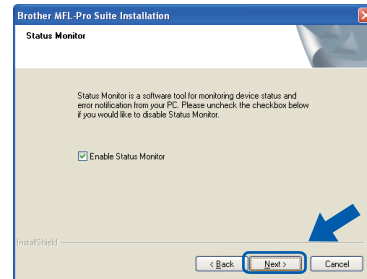 Brother MFL-Pro Suite Installation
Status Monitor
Status Monitor is a software tool for monitoring device status and
error notification from your PC. Please uncheck the checkbox below
if you would like to disable Status Monitor.
Enable Status Monitor
InstallShield
< Back
Next >
Cancel